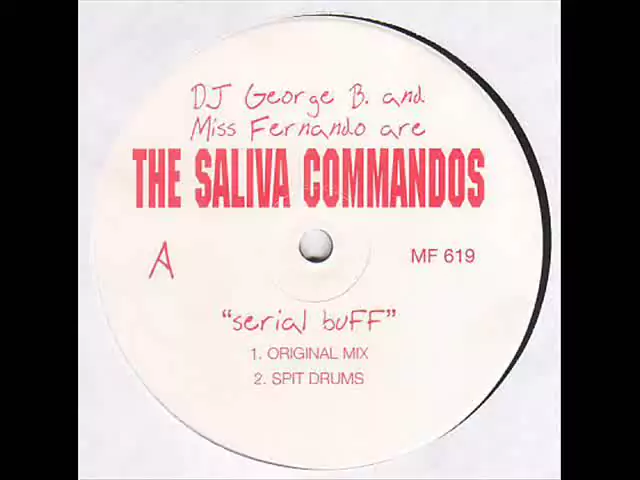 DJ George B. and
Miss Fernando are
THE SALIVA COMMANDOS
A
MF 619
"serial buff"
1. ORIGINAL MIX
2. SPIT DRUMS